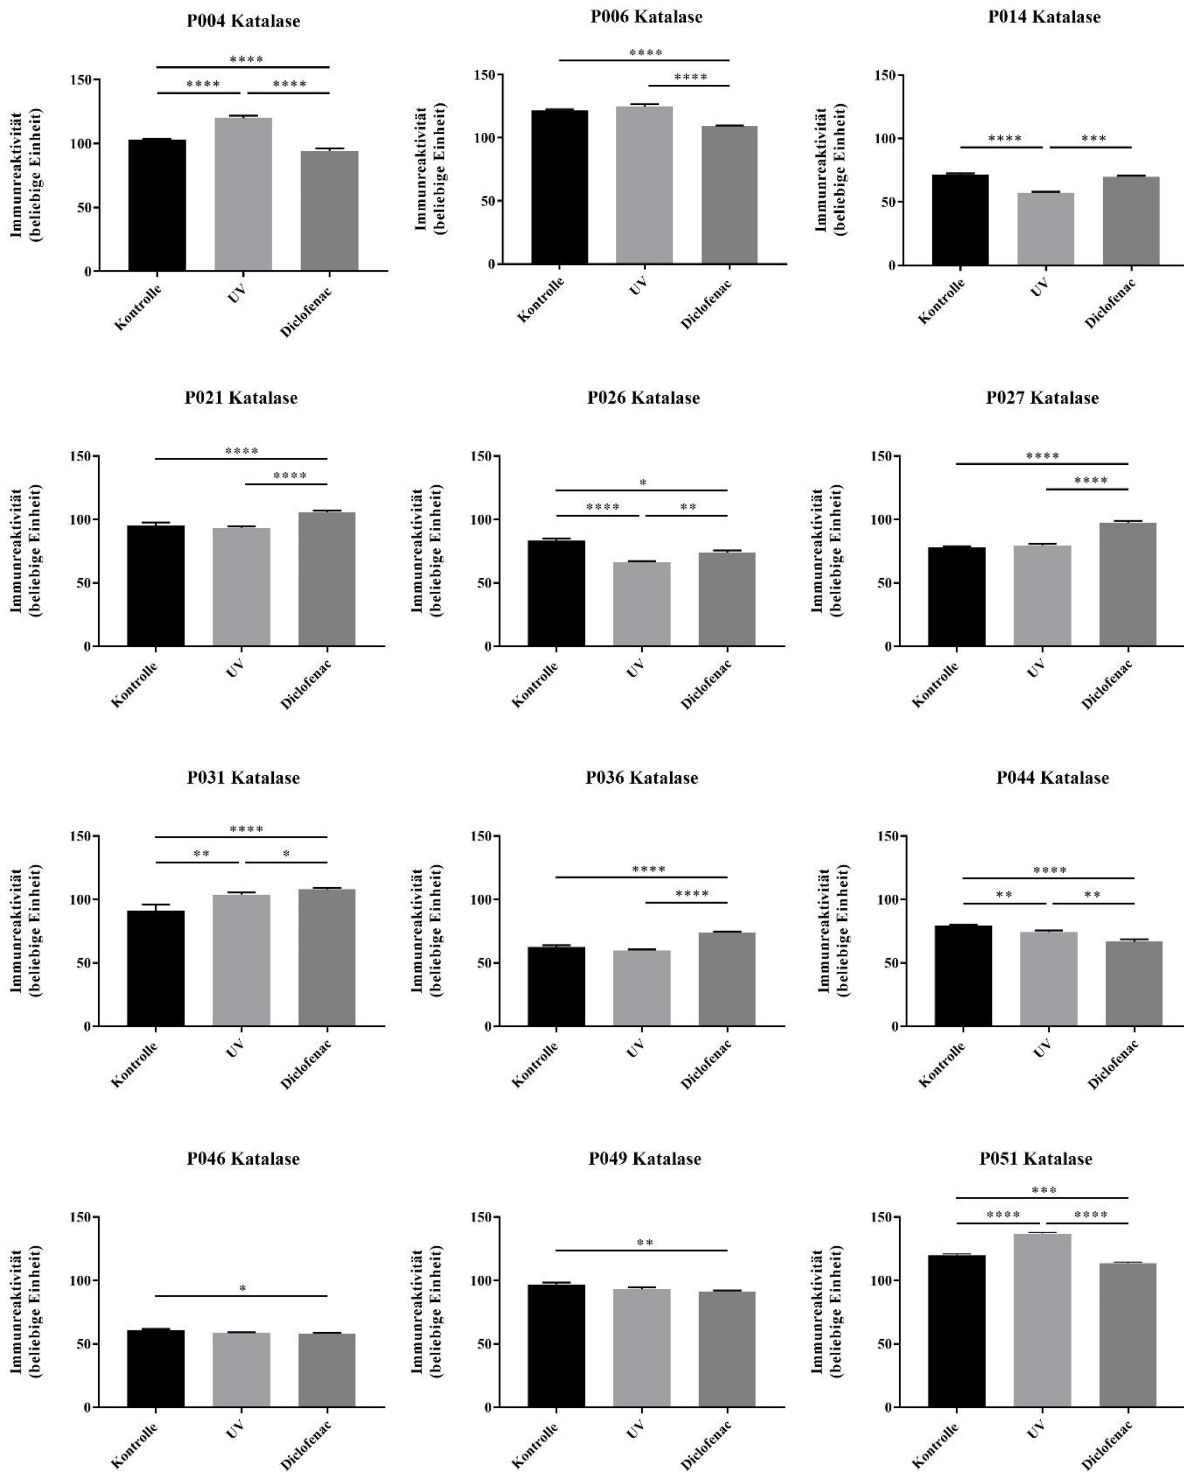 P004 Katalase
Immunreaktivität
(beliebige Einheit)
150
100
50
0
****
****
****
Kontrolle
UV
Diclofenac
P006 Katalase
Immunreaktivität
(beliebige Einheit)
150
100
50
0
****
****
Kontrolle
UV
Diclofenac
P014 Katalase
Immunreaktivität
(beliebige Einheit)
150
100
50
0
****
***
Kontrolle
UV
Diclofenac
P021 Katalase
Immunreaktivität
(beliebige Einheit)
150
100
50
0
****
****
Kontrolle
UV
Diclofenac
P026 Katalase
Immunreaktivität
(beliebige Einheit)
150
100
50
0
*
****
**
Kontrolle
UV
Diclofenac
P027 Katalase
Immunreaktivität
(beliebige Einheit)
150
100
50
0
****
****
Kontrolle
UV
Diclofenac
P031 Katalase
Immunreaktivität
(beliebige Einheit)
150
100
50
0
****
**
*
Kontrolle
UV
Diclofenac
P036 Katalase
Immunreaktivität
(beliebige Einheit)
150
100
50
0
****
****
Kontrolle
UV
Diclofenac
P044 Katalase
Immunreaktivität
(beliebige Einheit)
150
100
50
0
****
**
**
Kontrolle
UV
Diclofenac
P046 Katalase
Immunreaktivität
(beliebige Einheit)
150
100
50
0
*
Kontrolle
UV
Diclofenac
P049 Katalase
Immunreaktivität
(beliebige Einheit)
150
100
50
0
**
Kontrolle
UV
Diclofenac
P051 Katalase
Immunreaktivität
(beliebige Einheit)
150
100
50
0
***
****
****
Kontrolle
UV
Diclofenac